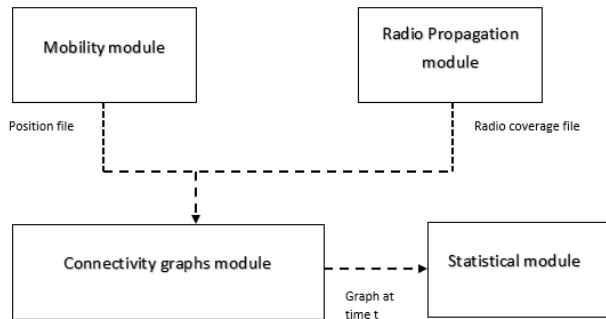 Mobility module
Radio Propagation
module
Position file
Radio coverage file
Connectivity graphs module
Statistical module
Graph at
time t